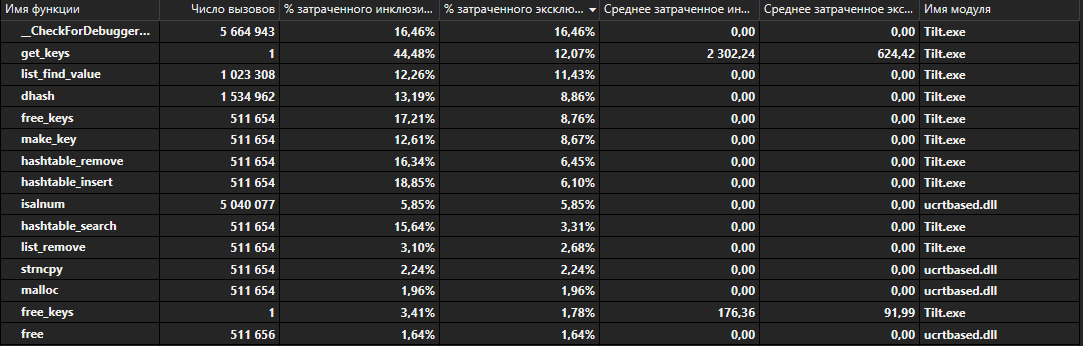 Имя функции Число вызовов % затраченного инклюзи... % затраченного эксклю... Среднее затраченное ин... Среднее затраченное экс... Имя модуля
__CheckForDebugger... 5 664 943 16,46% 16,46% 0,00 0,00 Tilt.exe
get_keys 1 44,48% 12,07% 2 302,24 624,42 Tilt.exe
list_find_value 1 023 308 12,26% 11,43% 0,00 0,00 Tilt.exe
dhash 1 534 962 13,19% 8,86% 0,00 0,00 Tilt.exe
free_keys 511 654 17,21% 8,76% 0,00 0,00 Tilt.exe
make_key 511 654 12,61% 8,67% 0,00 0,00 Tilt.exe
hashtable_remove 511 654 16,34% 6,45% 0,00 0,00 Tilt.exe
hashtable_insert 511 654 18,85% 6,10% 0,00 0,00 Tilt.exe
isalnum 5 040 077 5,85% 5,85% 0,00 0,00 ucrtbased.dll
hashtable_search 511 654 15,64% 3,31% 0,00 0,00 Tilt.exe
list_remove 511 654 3,10% 2,68% 0,00 0,00 Tilt.exe
strncpy 511 654 2,24% 2,24% 0,00 0,00 ucrtbased.dll
malloc 511 654 1,96% 1,96% 0,00 0,00 ucrtbased.dll
free_keys 1 3,41% 1,78% 176,36 91,99 Tilt.exe
free 511 656 1,64% 1,64% 0,00 0,00 ucrtbased.dll